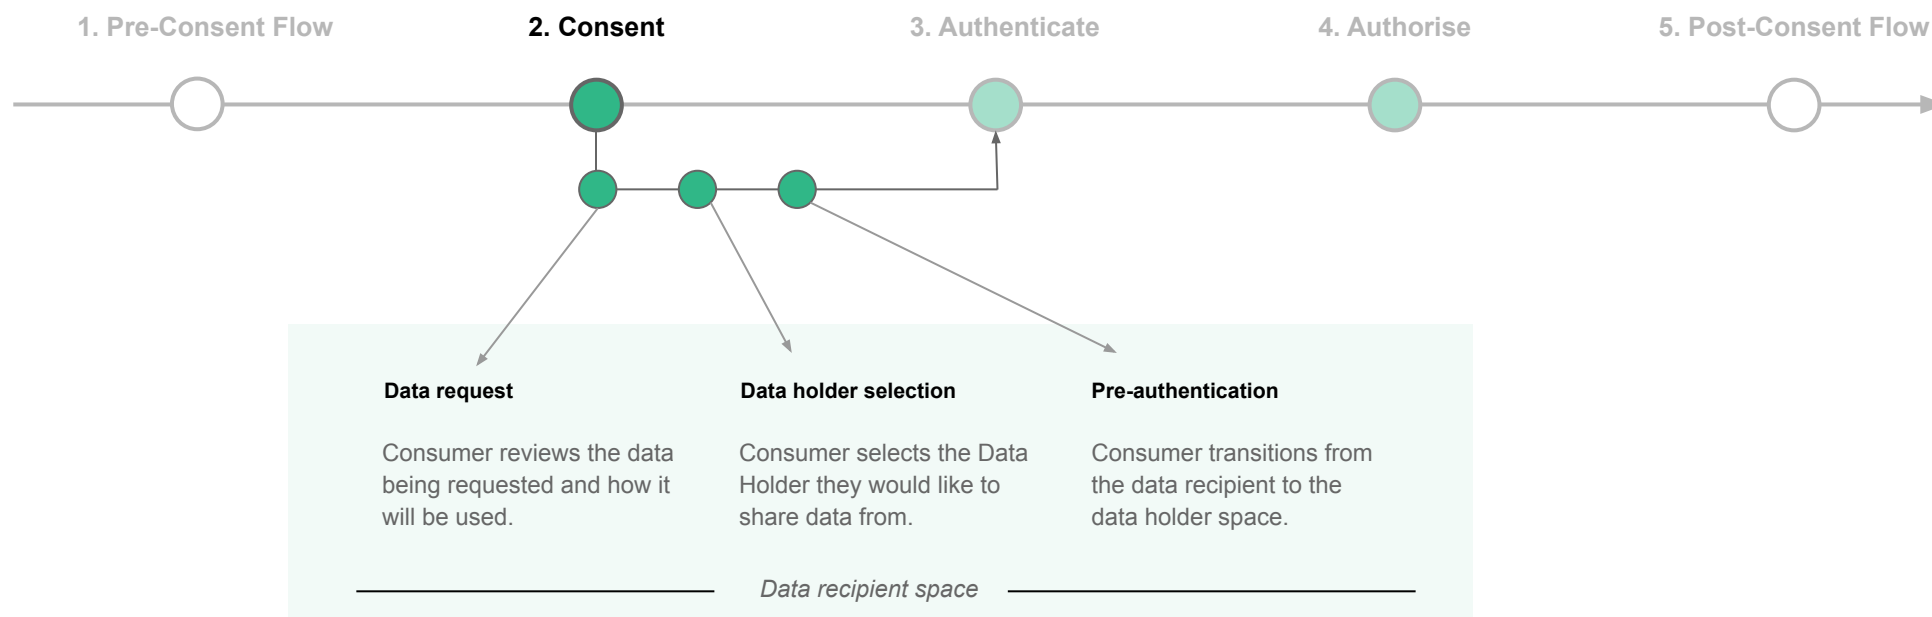 1. Pre-Consent Flow
2. Consent
3. Authenticate
4. Authorise
5. Post-Consent Flow
Data request
Consumer reviews the data
being requested and how it
will be used.
Data holder selection
Consumer selects the Data
Holder they would like to
share data from.
Pre-authentication
Consumer transitions from
the data recipient to the
data holder space.
Data recipient space